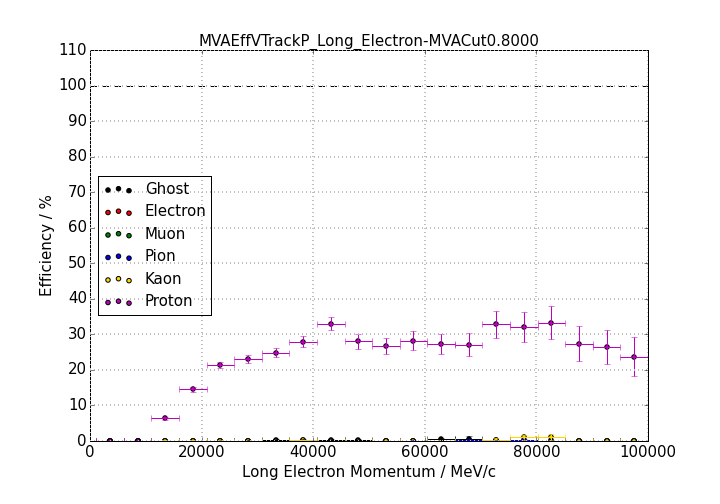 MVAEffVTrackP_Long_Electron-MVACut0.8000
110
100
90
80
70
60
50
40
30
20
10
0
Efficiency / %
Ghost
Electron
Muon
Pion
Kaon
Proton
0 20000 40000 60000 80000 100000
Long Electron Momentum / MeV/c